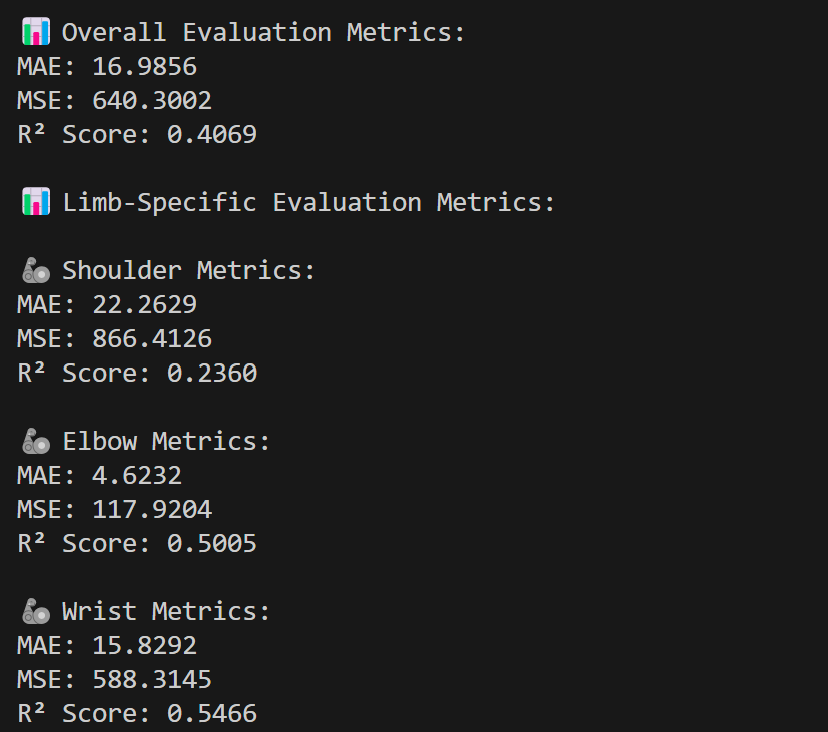 📊 Overall Evaluation Metrics:
MAE: 16.9856
MSE: 640.3002
R² Score: 0.4069
📊 Limb-Specific Evaluation Metrics:
🦾 Shoulder Metrics:
MAE: 22.2629
MSE: 866.4126
R² Score: 0.2360
🦾 Elbow Metrics:
MAE: 4.6232
MSE: 117.9204
R² Score: 0.5005
🦾 Wrist Metrics:
MAE: 15.8292
MSE: 588.3145
R² Score: 0.5466